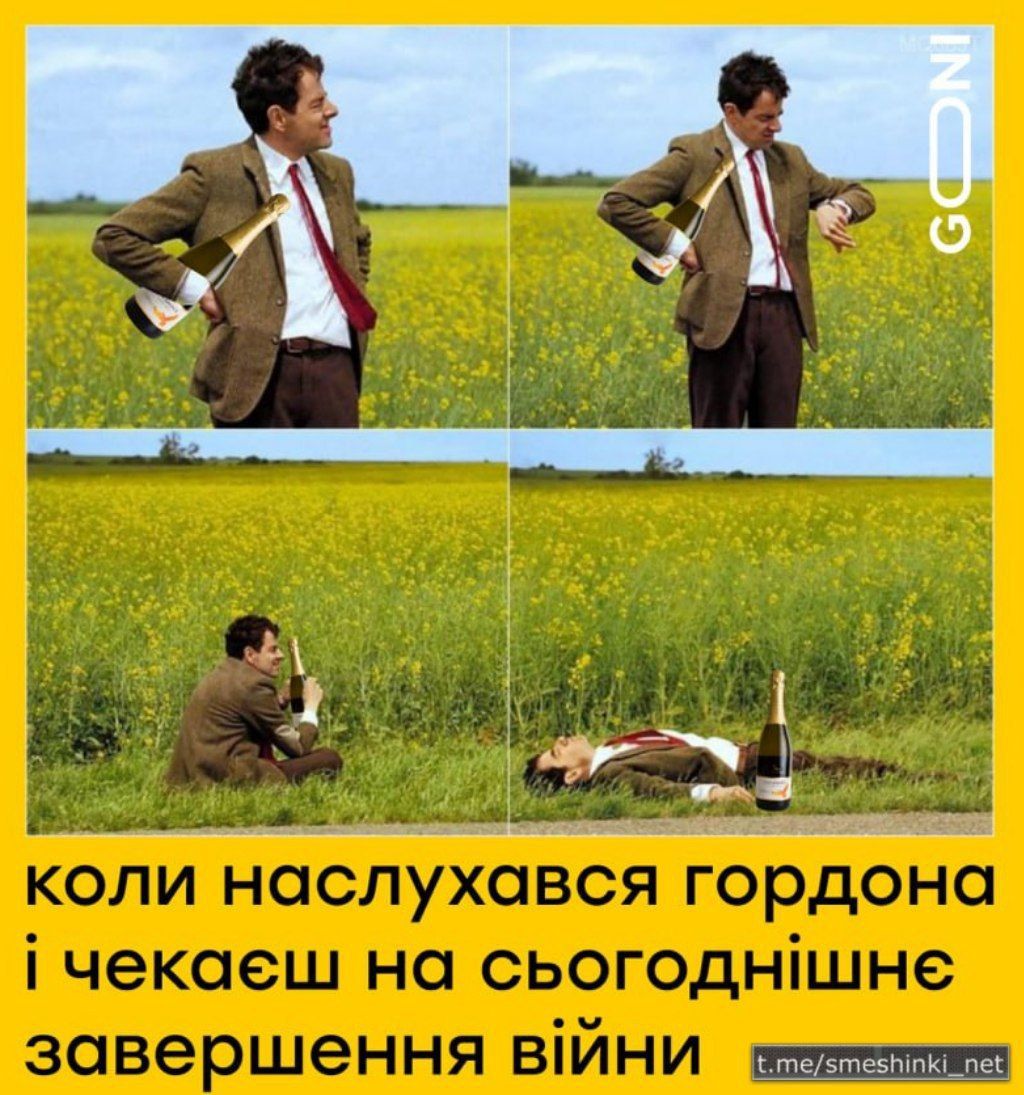 GONI
коли наслухався гордона
і чекаєш на сьогоднішнє
завершення війни
t.me/smeshinki_net